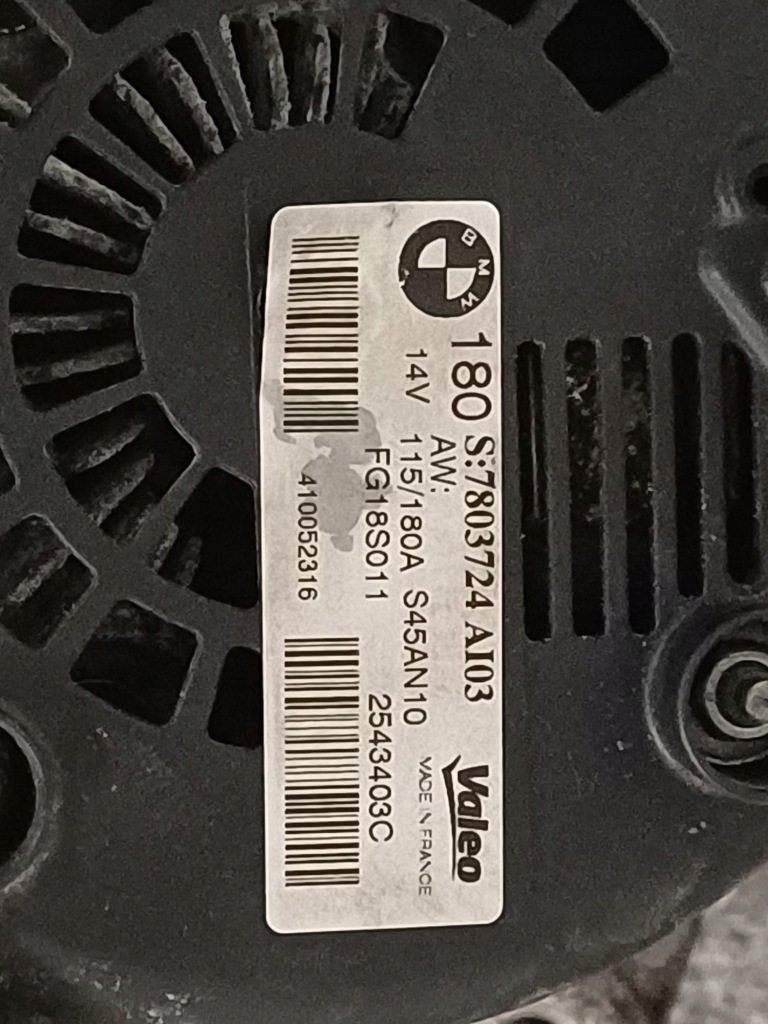 BMW
180 S:7803724 AI03 Valeo
AW:
14V 115/180A S45AN10 MADE IN FRANCE
FG18S011 2543403C
410052316